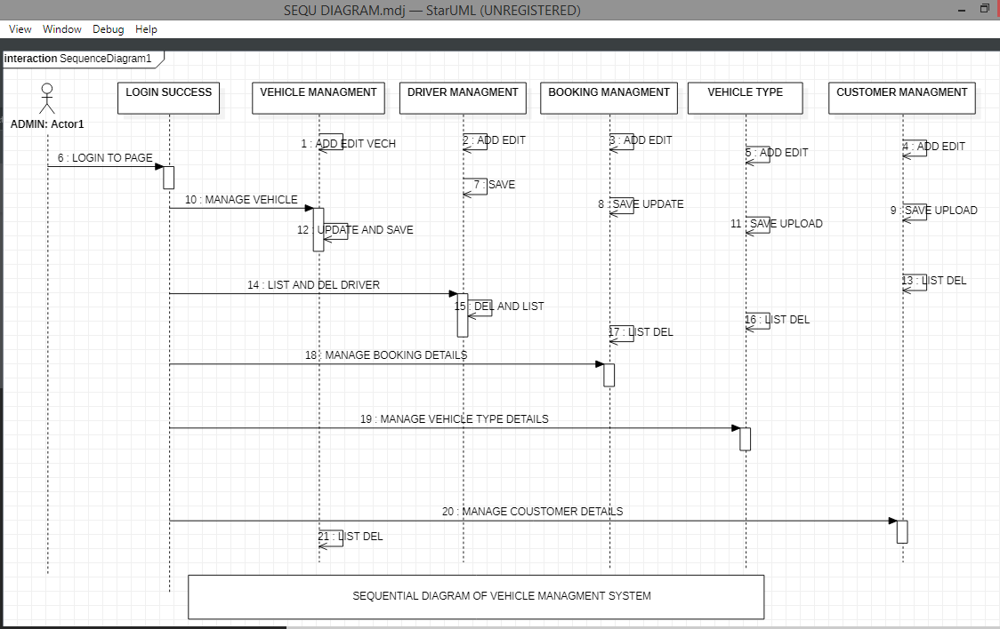 SEQU DIAGRAM.mdj — StarUML (UNREGISTERED)
View Window Debug Help
interaction SequenceDiagram1
ADMIN: Actor1
LOGIN SUCCESS
VEHICLE MANAGMENT
DRIVER MANAGMENT
BOOKING MANAGMENT
VEHICLE TYPE
CUSTOMER MANAGMENT
1 : ADD EDIT VECH
2 : ADD EDIT
3 : ADD EDIT
4 : ADD EDIT
5 : ADD EDIT
6 : LOGIN TO PAGE
7 : SAVE
8 : SAVE UPDATE
9 : SAVE UPLOAD
10 : MANAGE VEHICLE
11 : SAVE UPLOAD
12 : UPDATE AND SAVE
13 : LIST DEL
14 : LIST AND DEL DRIVER
15 : DEL AND LIST
16 : LIST DEL
17 : LIST DEL
18 : MANAGE BOOKING DETAILS
19 : MANAGE VEHICLE TYPE DETAILS
20 : MANAGE COUSTOMER DETAILS
21 : LIST DEL
SEQUENTIAL DIAGRAM OF VEHICLE MANAGMENT SYSTEM